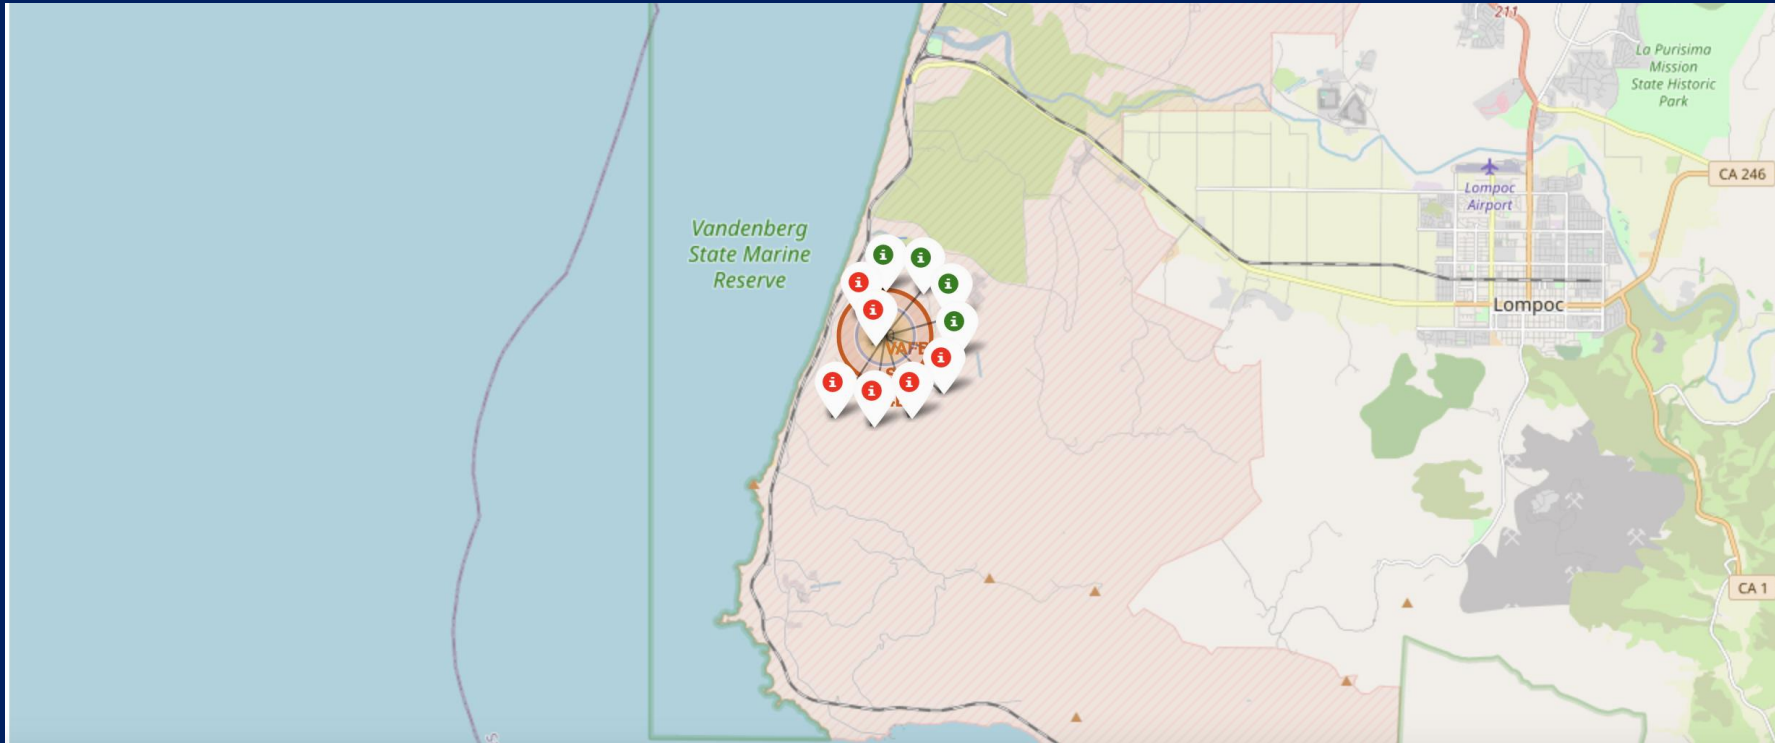 211
La Purisima
Mission
State Historic
Park
CA 246
Lompoc
Airport
Vandenberg
State Marine
Reserve
Lompoc
CA 1